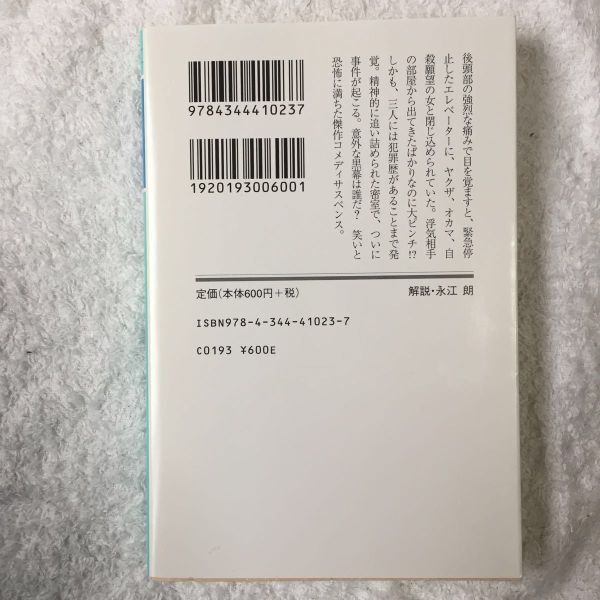 後頭部の強烈な痛みで目を覚ますと、緊急停
止したエレベーターに、ヤクザ、オカマ、自
殺願望の女と閉じ込められていた。浮気相手
の部屋から出てきたばかりなのに大ピンチ!?
しかも、三人には犯罪歴があることまで発
覚。精神的に追い詰められた密室で、ついに
事件が起こる。意外な黒幕は誰だ? 笑いと
恐怖に満ちた傑作コメディサスペンス。
9784344410237
1920193006001
定価(本体600円+税)
解説・永江 朗
ISBN978-4-344-41023-7
C0193 ¥600E